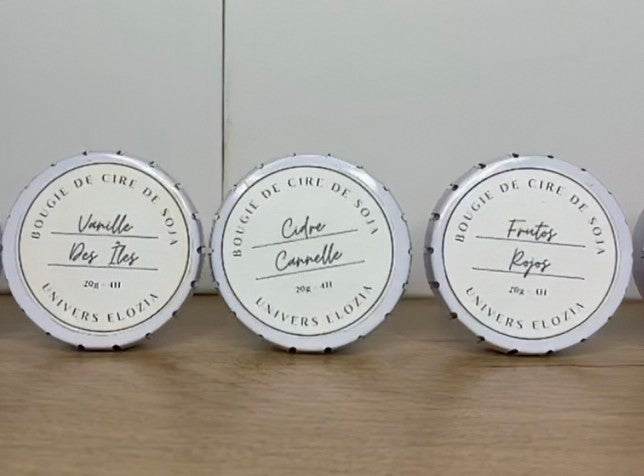 BOUGIE DE CIRE DE SOJA
Vanille
Des Îles
20g - 4H
UNIVERS ELOZIA
BOUGIE DE CIRE DE SOJA
Cidre
Cannelle
20g - 4H
UNIVERS ELOZIA
BOUGIE DE CIRE DE SOJA
Frutos
Rojos
20g - 4H
UNIVERS ELOZIA